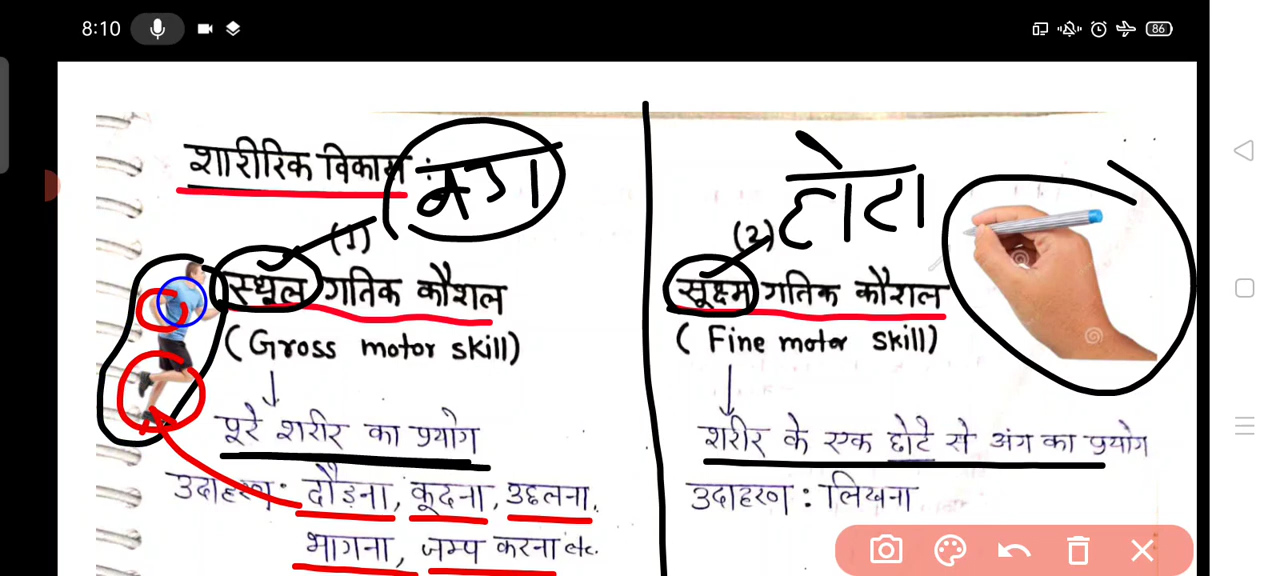 8:10
86
शारीरिक विकास :
बड़ा
(1)
स्थूल गतिक कौशल
(Gross motor skill)
पूरे शरीर का प्रयोग
उदाहरण: दौड़ना, कूदना, उछलना,
भागना, जम्प करना etc.
छोटा
(2)
सूक्ष्म गतिक कौशल
( Fine motor skill)
शरीर के एक छोटे से अंग का प्रयोग
उदाहरण : लिखना